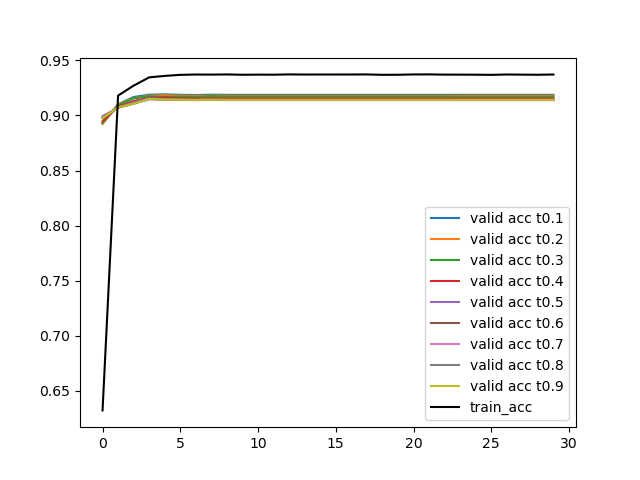 0.95
0.90
0.85
0.80
0.75
0.70
0.65
0 5 10 15 20 25 30
valid acc t0.1
valid acc t0.2
valid acc t0.3
valid acc t0.4
valid acc t0.5
valid acc t0.6
valid acc t0.7
valid acc t0.8
valid acc t0.9
train_acc